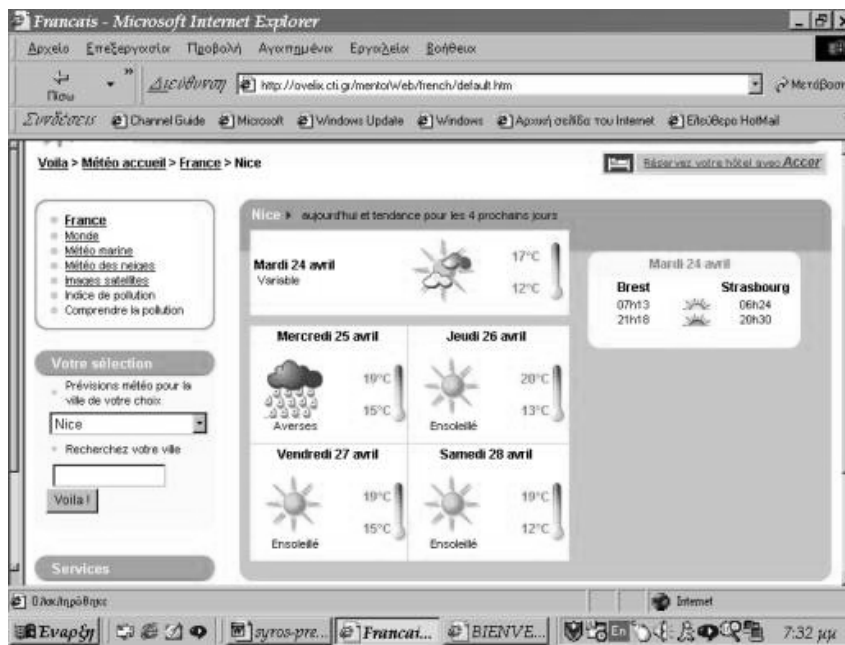 Francais - Microsoft Internet Explorer
Αρχείο Επεξεργασία Προβολή Αγαπημένα Εργαλεία Βοήθεια
Πίσω
»
Διεύθυνση http://ovelix.cti.gr/mentor/Web/french/default.htm Μετάβαση
Συνδέσεις Channel Guide Microsoft Windows Update Windows Αρχική σελίδα του Internet Ελεύθερο HotMail
Voila > Météo accueil > France > Nice
Réservez votre hôtel avec Accor
France
Monde
Météo marine
Météo des neiges
Images satellites
Indice de pollution
Comprendre la pollution
Votre sélection
Prévisions météo pour la
ville de votre choix
Nice
Recherchez votre ville
Voila !
Services
Nice aujourd'hui et tendance pour les 4 prochains jours
Mardi 24 avril
Variable
17°C
12°C
Mercredi 25 avril
19°C
15°C
Averses
Jeudi 26 avril
20°C
13°C
Ensoleillé
Vendredi 27 avril
19°C
15°C
Ensoleillé
Samedi 28 avril
19°C
12°C
Ensoleillé
Mardi 24 avril
Brest Strasbourg
07h13 06h24
21h18 20h30
Ολοκληρώθηκε
Internet
Έναρξη syros-pre... Francai... BIENVE... En 7:32 μμ